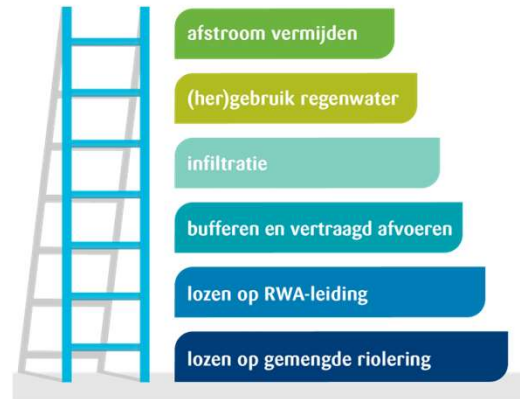 afstroom vermijden
(her)gebruik regenwater
infiltratie
bufferen en vertraagd afvoeren
lozen op RWA-leiding
lozen op gemengde riolering